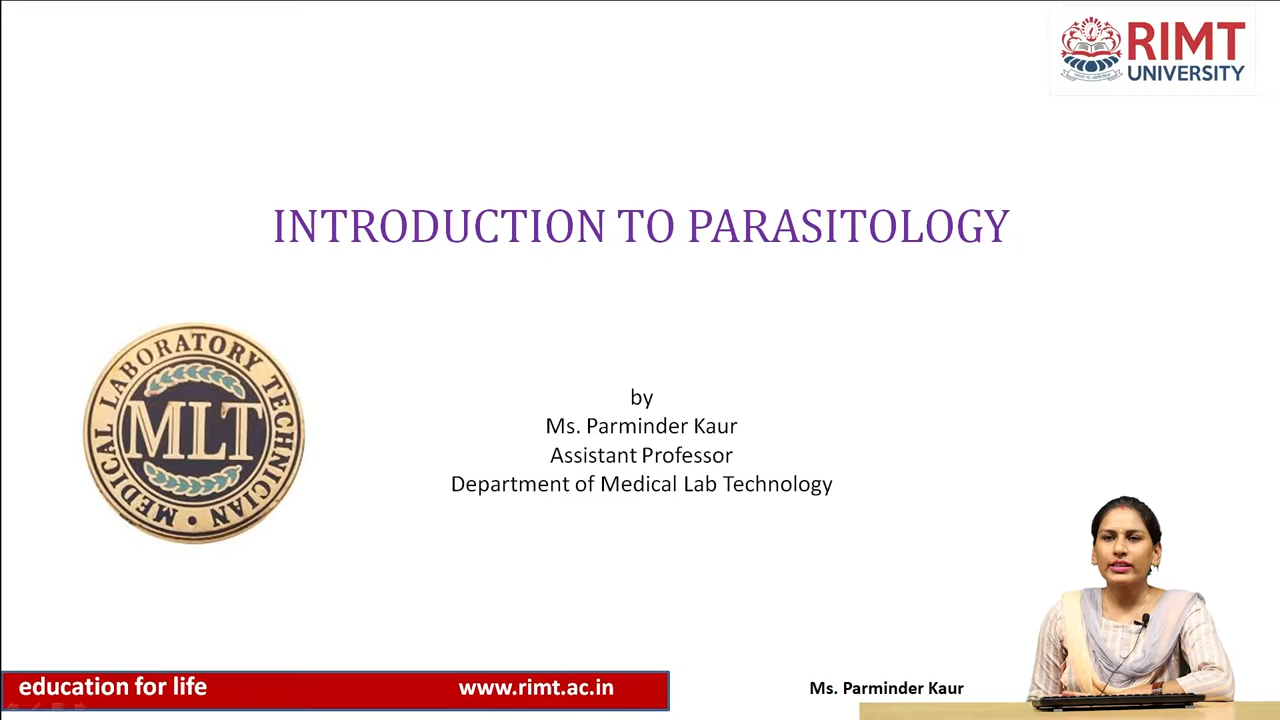 RIMT
UNIVERSITY
INTRODUCTION TO PARASITOLOGY
MEDICAL LABORATORY TECHNICIAN
MLT
by
Ms. Parminder Kaur
Assistant Professor
Department of Medical Lab Technology
education for life
www.rimt.ac.in
Ms. Parminder Kaur